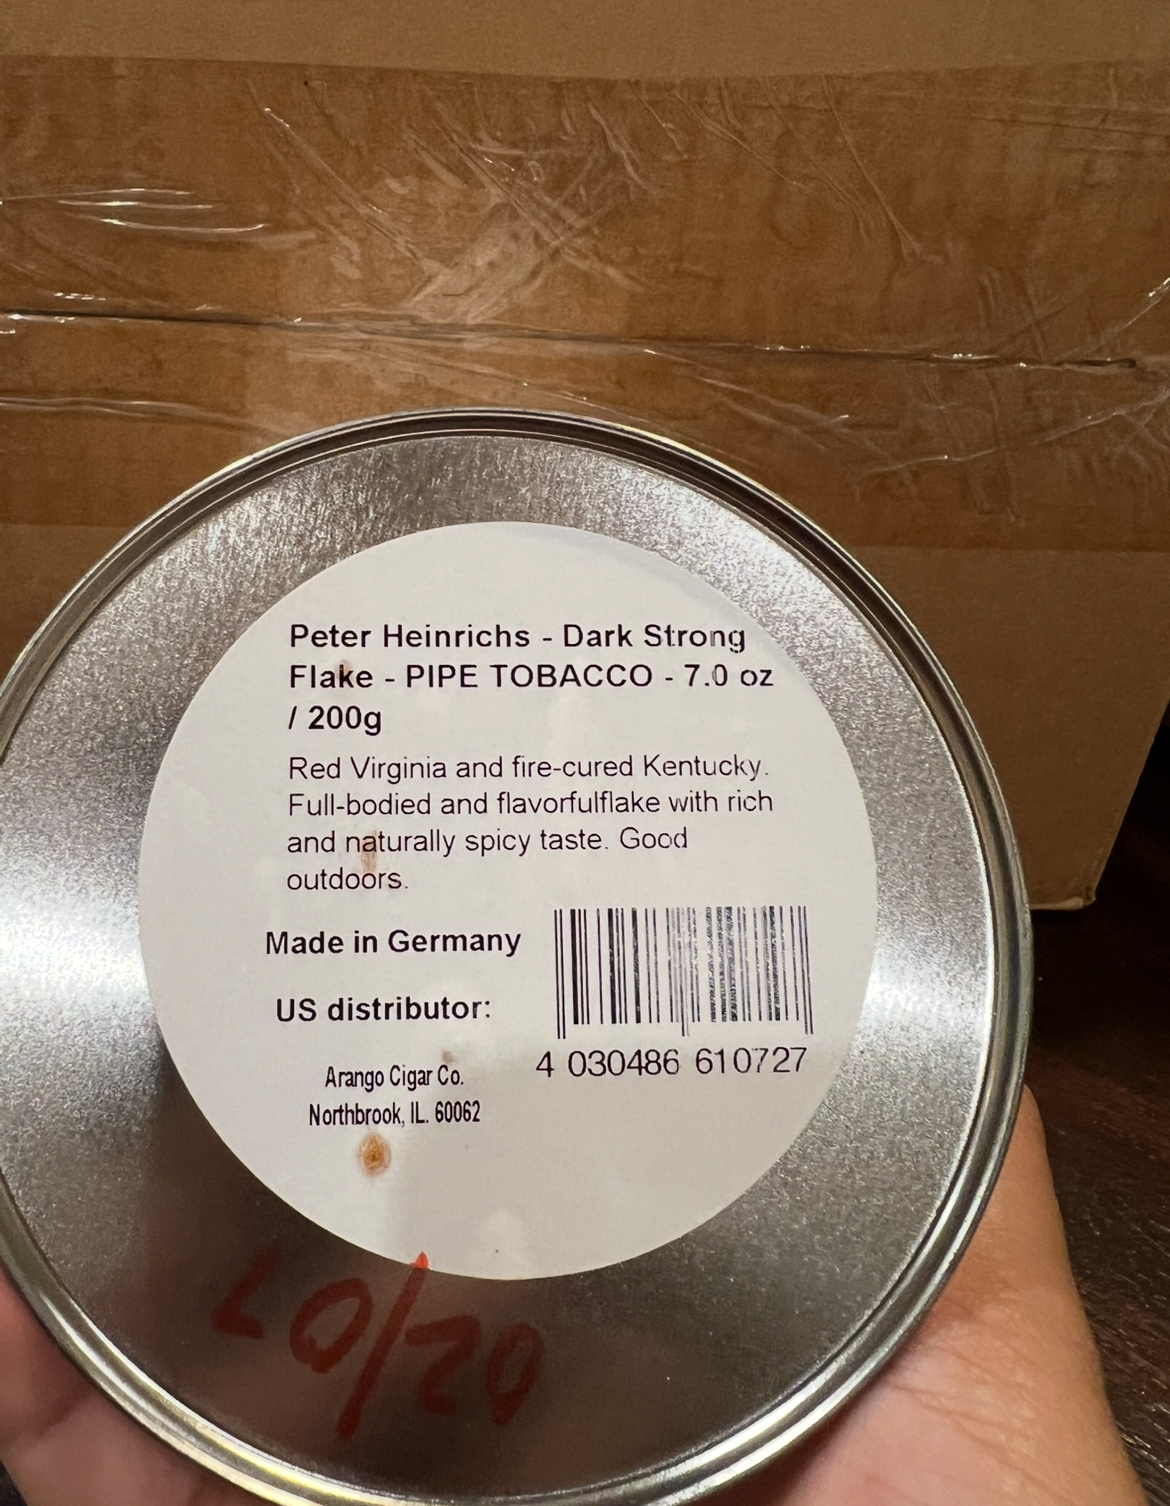 Peter Heinrichs - Dark Strong
Flake - PIPE TOBACCO - 7.0 oz
/ 200g
Red Virginia and fire-cured Kentucky.
Full-bodied and flavorfulflake with rich
and naturally spicy taste. Good
outdoors.
Made in Germany
US distributor:
Arango Cigar Co.
Northbrook, IL. 60062
4 030486 610727